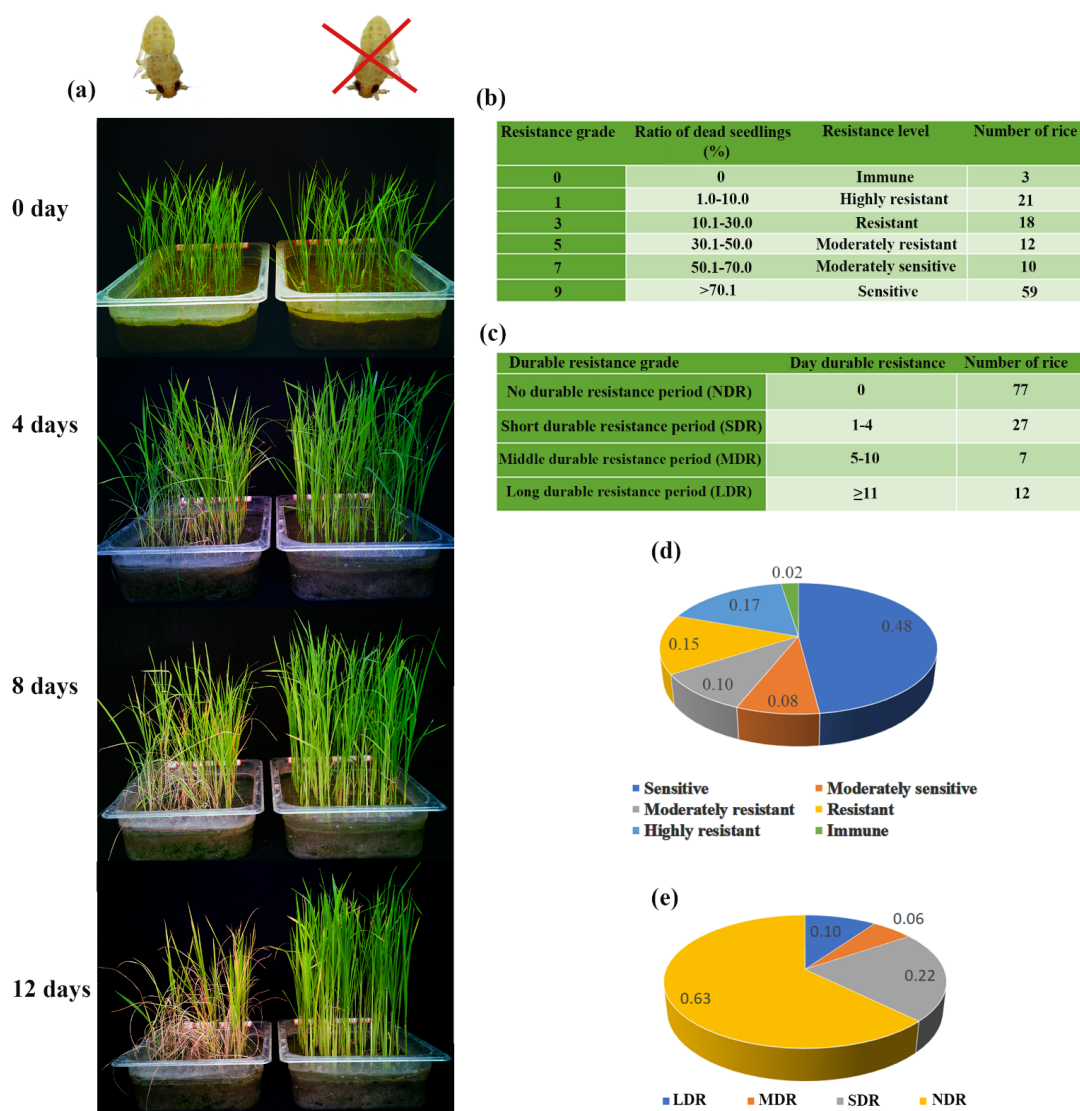 (a)
0 day
4 days
8 days
12 days
(b)
Resistance grade Ratio of dead seedlings (%) Resistance level Number of rice
0 0 Immune 3
1 1.0-10.0 Highly resistant 21
3 10.1-30.0 Resistant 18
5 30.1-50.0 Moderately resistant 12
7 50.1-70.0 Moderately sensitive 10
9 >70.1 Sensitive 59
(c)
Durable resistance grade Day durable resistance Number of rice
No durable resistance period (NDR) 0 77
Short durable resistance period (SDR) 1-4 27
Middle durable resistance period (MDR) 5-10 7
Long durable resistance period (LDR) ≥11 12
(d)
0.02
0.17
0.48
0.15
0.10
0.08
Sensitive Moderately sensitive
Moderately resistant Resistant
Highly resistant Immune
(e)
0.10
0.06
0.22
0.63
LDR MDR SDR NDR